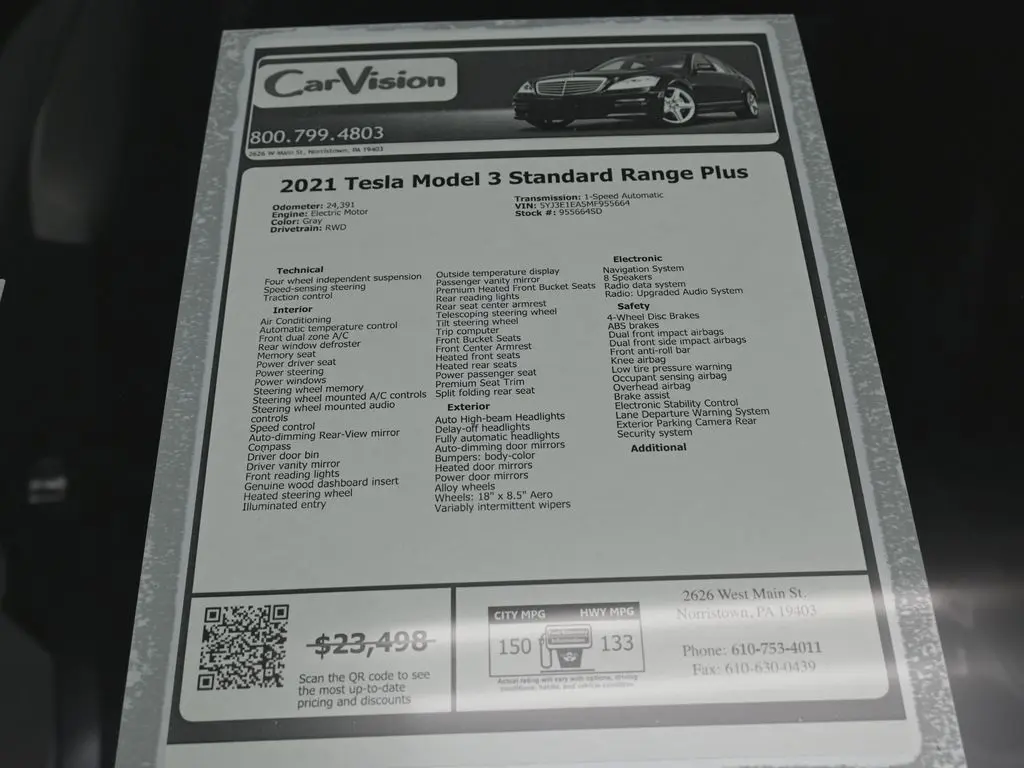 CarVision
800.799.4803
2626 W Main St, Norristown, PA 19403
2021 Tesla Model 3 Standard Range Plus
Odometer: 24,391
Engine: Electric Motor
Color: Gray
Drivetrain: RWD
Transmission: 1-Speed Automatic
VIN: 5YJ3E1EA5MF955664
Stock #: 955664SD
Technical
Four wheel independent suspension
Speed-sensing steering
Traction control
Interior
Air Conditioning
Automatic temperature control
Front dual zone A/C
Rear window defroster
Memory seat
Power driver seat
Power steering
Power windows
Steering wheel memory
Steering wheel mounted A/C controls
Steering wheel mounted audio
controls
Speed control
Auto-dimming Rear-View mirror
Compass
Driver door bin
Driver vanity mirror
Front reading lights
Genuine wood dashboard insert
Heated steering wheel
Illuminated entry
Outside temperature display
Passenger vanity mirror
Premium Heated Front Bucket Seats
Rear reading lights
Rear seat center armrest
Telescoping steering wheel
Tilt steering wheel
Trip computer
Front Bucket Seats
Front Center Armrest
Heated front seats
Heated rear seats
Power passenger seat
Premium Seat Trim
Split folding rear seat
Exterior
Auto High-beam Headlights
Delay-off headlights
Fully automatic headlights
Auto-dimming door mirrors
Bumpers: body-color
Heated door mirrors
Power door mirrors
Alloy wheels
Wheels: 18" x 8.5" Aero
Variably intermittent wipers
Electronic
Navigation System
8 Speakers
Radio data system
Radio: Upgraded Audio System
Safety
4-Wheel Disc Brakes
ABS brakes
Dual front impact airbags
Dual front side impact airbags
Front anti-roll bar
Knee airbag
Low tire pressure warning
Occupant sensing airbag
Overhead airbag
Brake assist
Electronic Stability Control
Lane Departure Warning System
Exterior Parking Camera Rear
Security system
Additional
$23,498
Scan the QR code to see
the most up-to-date
pricing and discounts
CITY MPG
HWY MPG
150
133
Actual rating will vary with options, driving
conditions, habits, and vehicle condition.
2626 West Main St.
Norristown, PA 19403
Phone: 610-753-4011
Fax: 610-630-0439